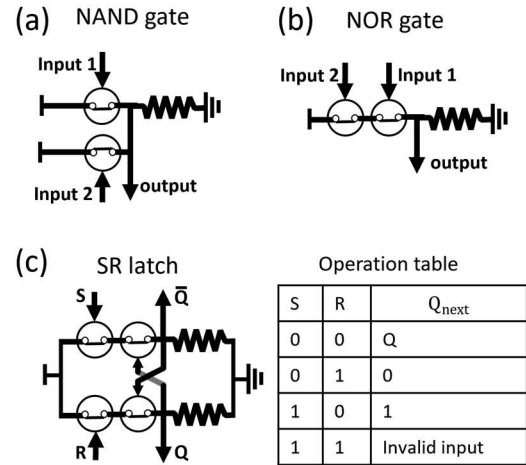 (a) NAND gate
Input 1
Input 2
output
(b) NOR gate
Input 2 Input 1
output
(c) SR latch
S Q̅
R Q
Operation table
S R Qnext
0 0 Q
0 1 0
1 0 1
1 1 Invalid input